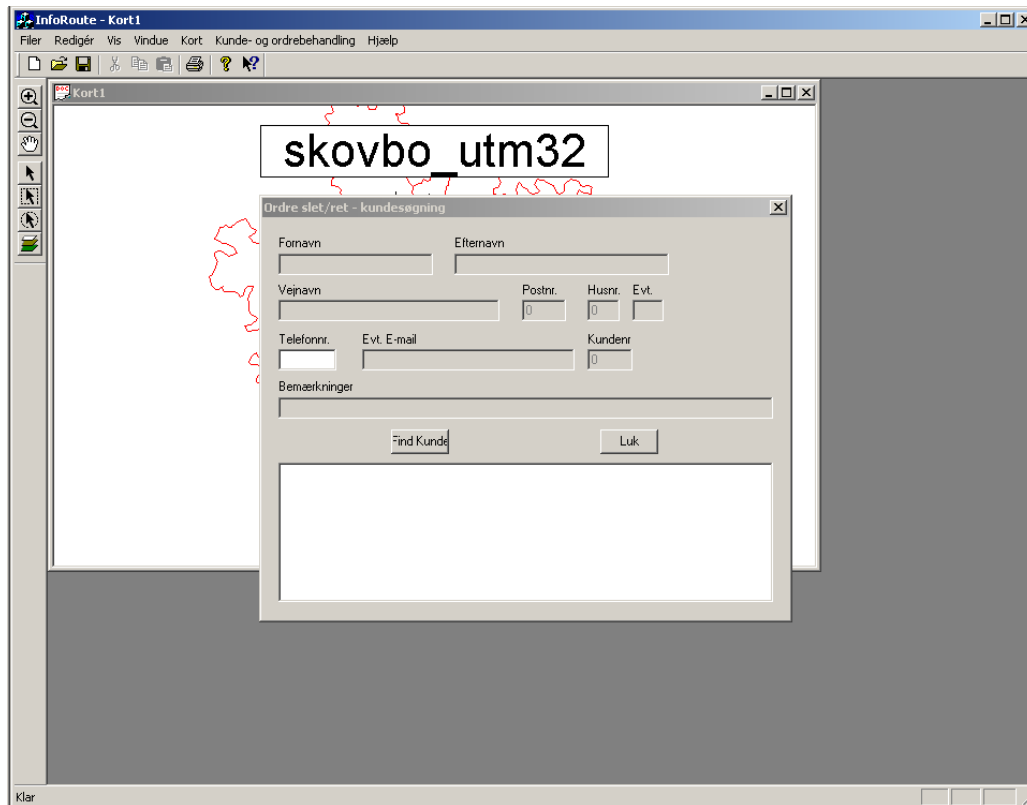 InfoRoute - Kort1
Filer Redigér Vis Vindue Kort Kunde- og ordrebehandling Hjælp
Kort1
skovbo_utm32
Ordre slet/ret - kundesøgning
Fornavn Efternavn
Vejnavn Postnr. Husnr. Evt.
0 0
Telefonnr. Evt. E-mail Kundenr
0
Bemærkninger
Find Kunde Luk
Klar